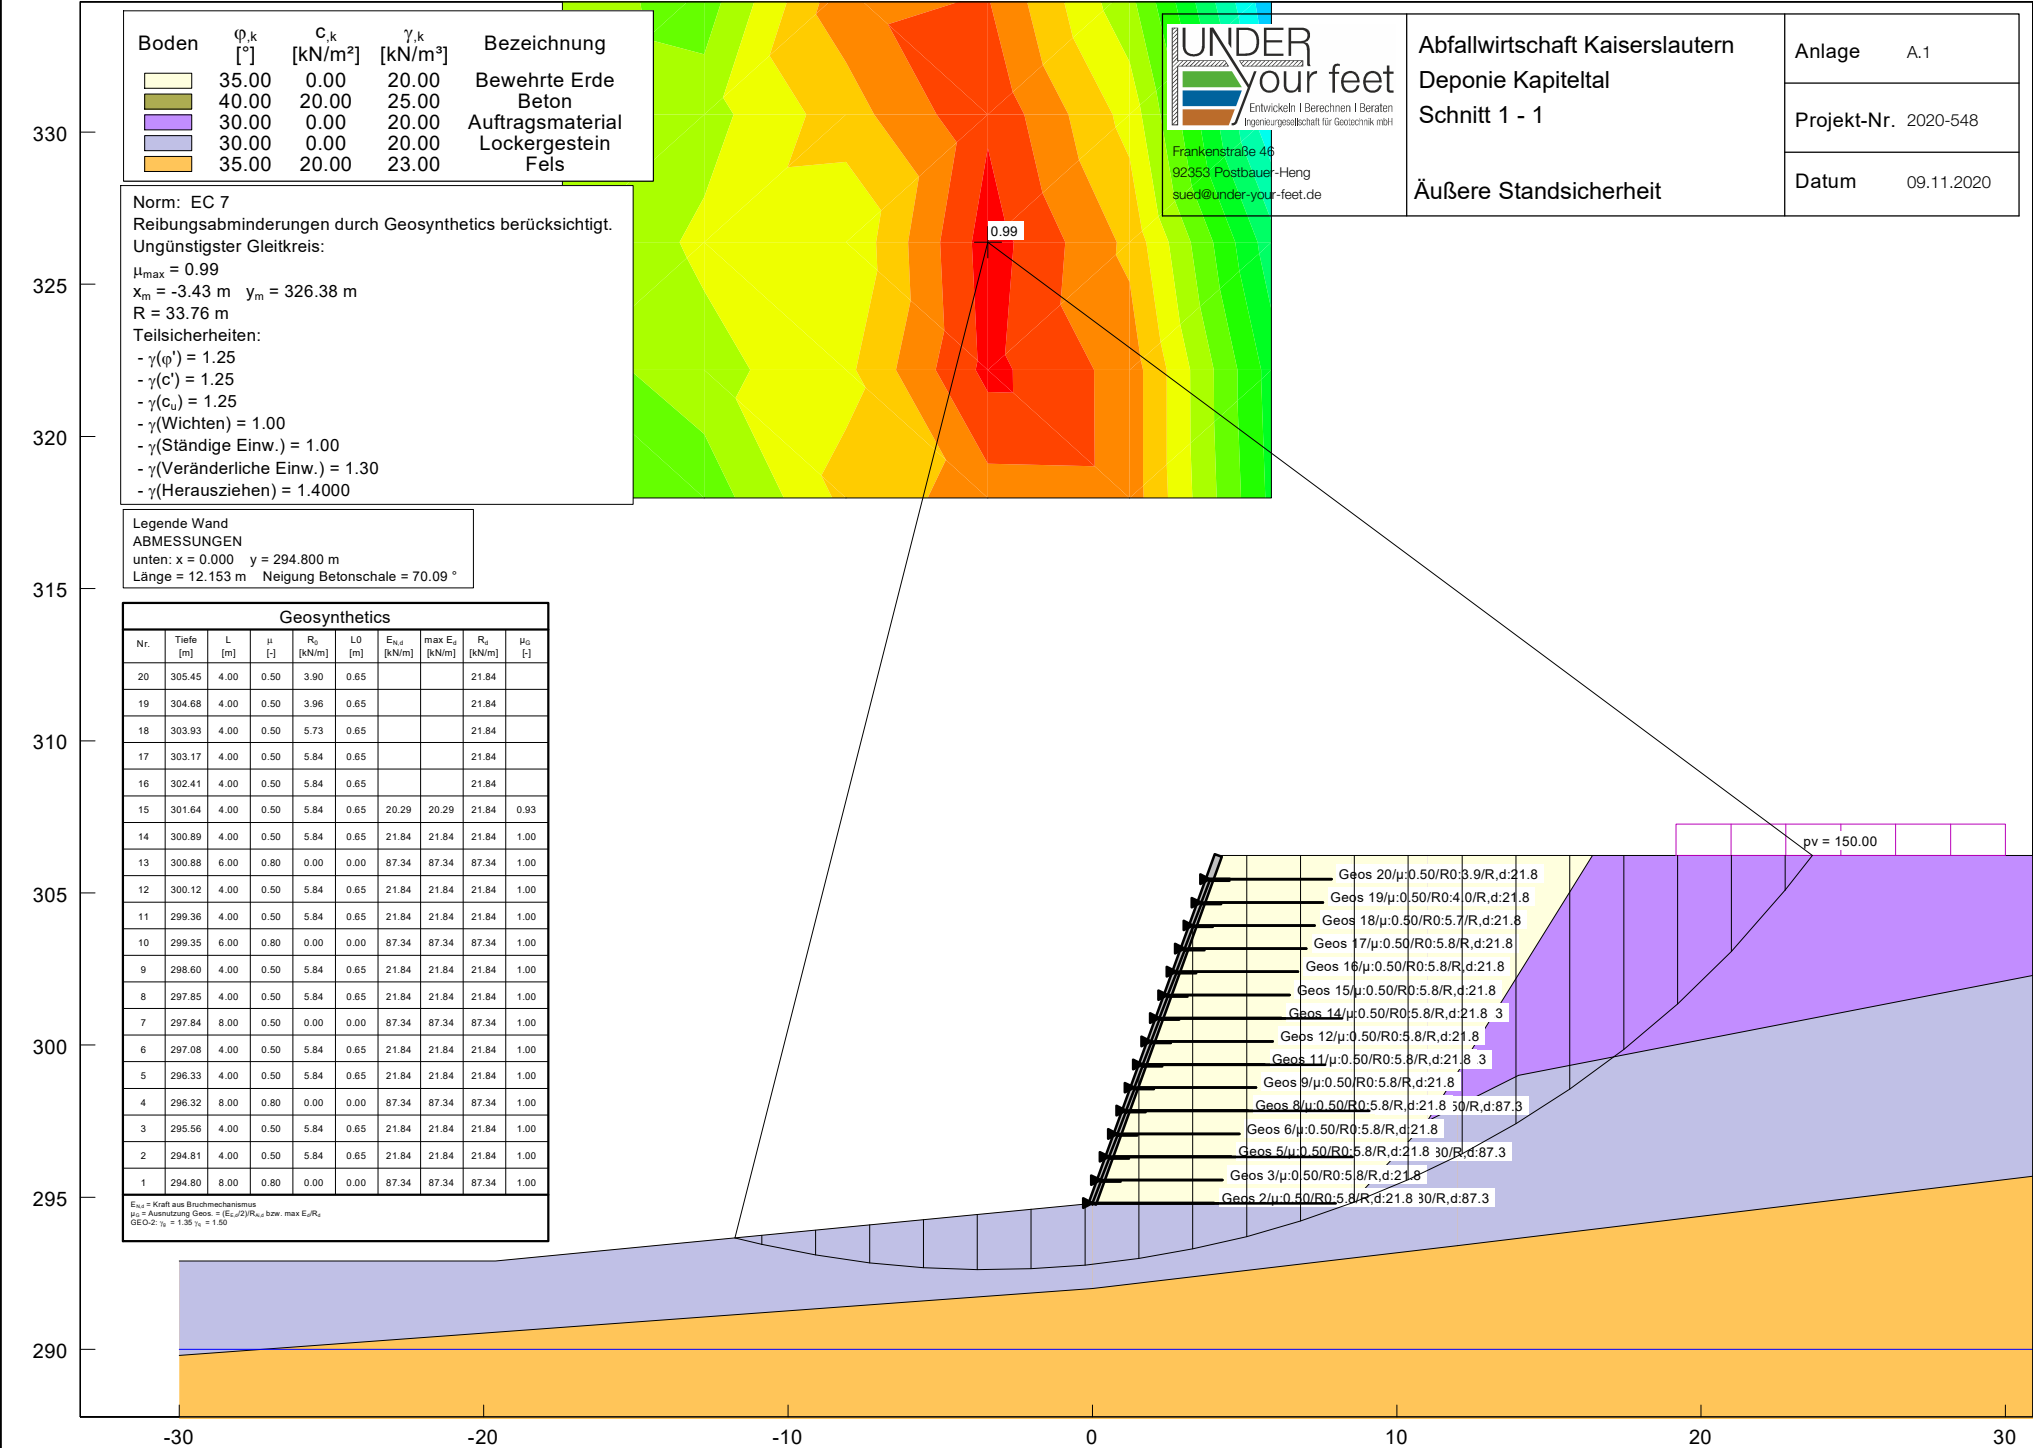 Boden φ,k [°] c,k [kN/m²] γ,k [kN/m³] Bezeichnung
35.00 0.00 20.00 Bewehrte Erde
40.00 20.00 25.00 Beton
30.00 0.00 20.00 Auftragsmaterial
30.00 0.00 20.00 Lockergestein
35.00 20.00 23.00 Fels
Norm: EC 7
Reibungsabminderungen durch Geosynthetics berücksichtigt.
Ungünstigster Gleitkreis:
μmax = 0.99
xm = -3.43 m ym = 326.38 m
R = 33.76 m
Teilsicherheiten:
- γ(φ') = 1.25
- γ(c') = 1.25
- γ(cu) = 1.25
- γ(Wichten) = 1.00
- γ(Ständige Einw.) = 1.00
- γ(Veränderliche Einw.) = 1.30
- γ(Herausziehen) = 1.4000
Legende Wand
ABMESSUNGEN
unten: x = 0.000 y = 294.800 m
Länge = 12.153 m Neigung Betonschale = 70.09 °
Geosynthetics
Nr. Tiefe [m] L [m] μ [-] R0 [kN/m] L0 [m] EN,d [kN/m] max Ed [kN/m] Rd [kN/m] μG [-]
20 305.45 4.00 0.50 3.90 0.65 21.84
19 304.68 4.00 0.50 3.96 0.65 21.84
18 303.93 4.00 0.50 5.73 0.65 21.84
17 303.17 4.00 0.50 5.84 0.65 21.84
16 302.41 4.00 0.50 5.84 0.65 21.84
15 301.64 4.00 0.50 5.84 0.65 20.29 20.29 21.84 0.93
14 300.89 4.00 0.50 5.84 0.65 21.84 21.84 21.84 1.00
13 300.88 6.00 0.80 0.00 0.00 87.34 87.34 87.34 1.00
12 300.12 4.00 0.50 5.84 0.65 21.84 21.84 21.84 1.00
11 299.36 4.00 0.50 5.84 0.65 21.84 21.84 21.84 1.00
10 299.35 6.00 0.80 0.00 0.00 87.34 87.34 87.34 1.00
9 298.60 4.00 0.50 5.84 0.65 21.84 21.84 21.84 1.00
8 297.85 4.00 0.50 5.84 0.65 21.84 21.84 21.84 1.00
7 297.84 8.00 0.50 0.00 0.00 87.34 87.34 87.34 1.00
6 297.08 4.00 0.50 5.84 0.65 21.84 21.84 21.84 1.00
5 296.33 4.00 0.50 5.84 0.65 21.84 21.84 21.84 1.00
4 296.32 8.00 0.80 0.00 0.00 87.34 87.34 87.34 1.00
3 295.56 4.00 0.50 5.84 0.65 21.84 21.84 21.84 1.00
2 294.81 4.00 0.50 5.84 0.65 21.84 21.84 21.84 1.00
1 294.80 8.00 0.80 0.00 0.00 87.34 87.34 87.34 1.00
EN,d = Kraft aus Bruchmechanismus
μG = Ausnutzung Geos. = bzw. max Ed/Rd
GEO-2: γg = 1.35 γq = 1.50
UNDER
your feet
Entwickeln I Berechnen I Beraten
Ingenieurgesellschaft für Geotechnik mbH
Frankenstraße 46
92353 Postbauer-Heng
sued@under-your-feet.de
Abfallwirtschaft Kaiserslautern
Deponie Kapiteltal
Schnitt 1 - 1
Äußere Standsicherheit
Anlage A.1
Projekt-Nr. 2020-548
Datum 09.11.2020
0.99
pv = 150.00
Geos 20/μ:0.50/R0:3.9/R,d:21.8
Geos 19/μ:0.50/R0:4.0/R,d:21.8
Geos 18/μ:0.50/R0:5.7/R,d:21.8
Geos 17/μ:0.50/R0:5.8/R,d:21.8
Geos 16/μ:0.50/R0:5.8/R,d:21.8
Geos 15/μ:0.50/R0:5.8/R,d:21.8
Geos 14/μ:0.50/R0:5.8/R,d:21.8 3
Geos 12/μ:0.50/R0:5.8/R,d:21.8
Geos 11/μ:0.50/R0:5.8/R,d:21.8 3
Geos 9/μ:0.50/R0:5.8/R,d:21.8
Geos 8/μ:0.50/R0:5.8/R,d:21.8 50/R,d:87.3
Geos 6/μ:0.50/R0:5.8/R,d:21.8
Geos 5/μ:0.50/R0:5.8/R,d:21.8 30/R,d:87.3
Geos 3/μ:0.50/R0:5.8/R,d:21.8
Geos 2/μ:0.50/R0:5.8/R,d:21.8 30/R,d:87.3
330
325
320
315
310
305
300
295
290
-30 -20 -10 0 10 20 30